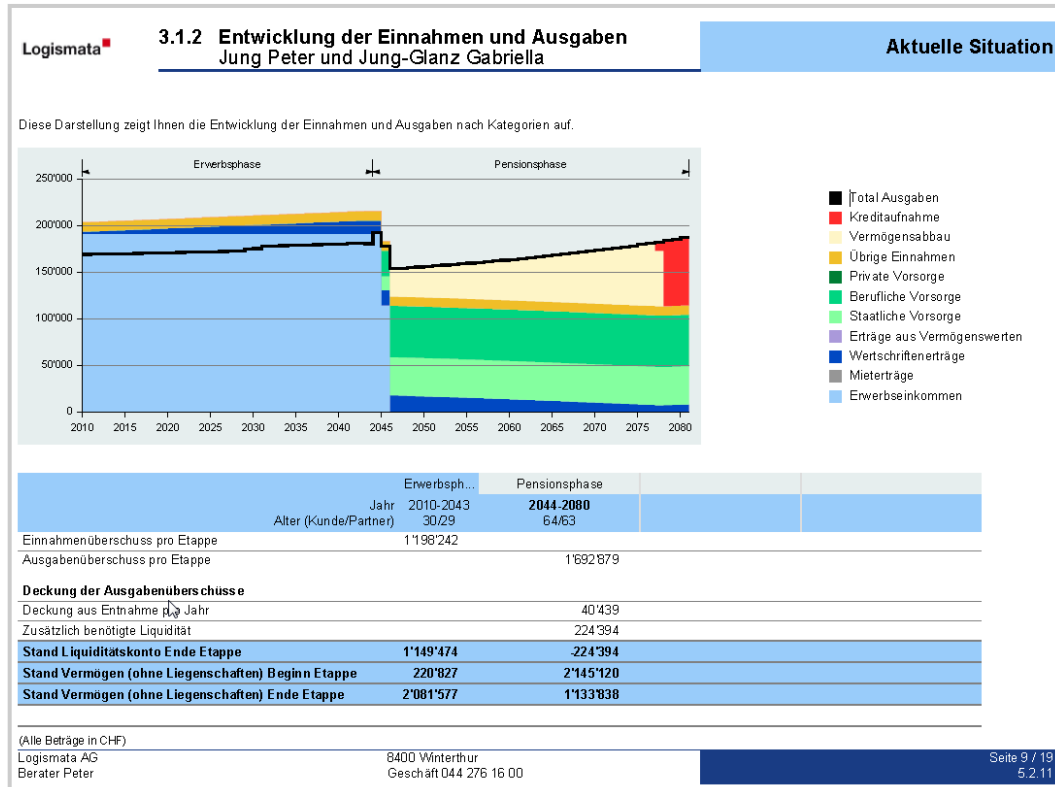 Logismata
3.1.2 Entwicklung der Einnahmen und Ausgaben
Jung Peter und Jung-Glanz Gabriella
Aktuelle Situation
Diese Darstellung zeigt Ihnen die Entwicklung der Einnahmen und Ausgaben nach Kategorien auf.
Erwerbsphase Pensionsphase
250'000
200'000
150'000
100'000
50'000
0
2010 2015 2020 2025 2030 2035 2040 2045 2050 2055 2060 2065 2070 2075 2080
Total Ausgaben
Kreditaufnahme
Vermögensabbau
Übrige Einnahmen
Private Vorsorge
Berufliche Vorsorge
Staatliche Vorsorge
Erträge aus Vermögenswerten
Wertschriftenerträge
Mieterträge
Erwerbseinkommen
Erwerbsph... Pensionsphase
Jahr 2010-2043 2044-2080
Alter (Kunde/Partner) 30/29 64/63
Einnahmenüberschuss pro Etappe 1'198'242
Ausgabenüberschuss pro Etappe 1'692'879
Deckung der Ausgabenüberschüsse
Deckung aus Entnahme pro Jahr 40'439
Zusätzlich benötigte Liquidität 224'394
Stand Liquiditätskonto Ende Etappe 1'149'474 -224'394
Stand Vermögen (ohne Liegenschaften) Beginn Etappe 220'827 2'145'120
Stand Vermögen (ohne Liegenschaften) Ende Etappe 2'081'577 1'133'838
(Alle Beträge in CHF)
Logismata AG 8400 Winterthur Seite 9 / 19
Berater Peter Geschäft 044 276 16 00 5.2.11